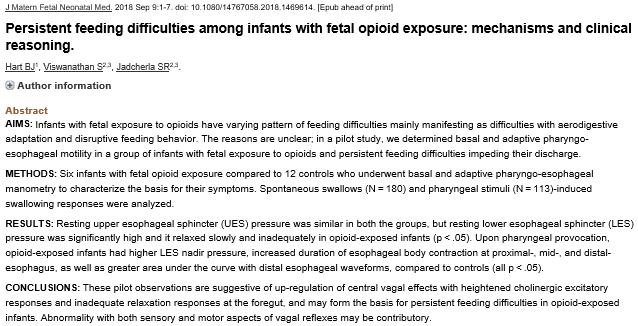 J Matern Fetal Neonatal Med. 2018 Sep 9:1-7. doi: 10.1080/14767058.2018.1469614. [Epub ahead of print]
Persistent feeding difficulties among infants with fetal opioid exposure: mechanisms and clinical
reasoning.
Hart BJ1, Viswanathan S2,3, Jadcherla SR2,3.
Author information
Abstract
AIMS: Infants with fetal exposure to opioids have varying pattern of feeding difficulties mainly manifesting as difficulties with aerodigestive
adaptation and disruptive feeding behavior. The reasons are unclear; in a pilot study, we determined basal and adaptive pharyngo-
esophageal motility in a group of infants with fetal exposure to opioids and persistent feeding difficulties impeding their discharge.
METHODS: Six infants with fetal opioid exposure compared to 12 controls who underwent basal and adaptive pharyngo-esophageal
manometry to characterize the basis for their symptoms. Spontaneous swallows (N = 180) and pharyngeal stimuli (N = 113)-induced
swallowing responses were analyzed.
RESULTS: Resting upper esophageal sphincter (UES) pressure was similar in both the groups, but resting lower esophageal sphincter (LES)
pressure was significantly high and it relaxed slowly and inadequately in opioid-exposed infants (p < .05). Upon pharyngeal provocation,
opioid-exposed infants had higher LES nadir pressure, increased duration of esophageal body contraction at proximal-, mid-, and distal-
esophagus, as well as greater area under the curve with distal esophageal waveforms, compared to controls (all p < .05).
CONCLUSIONS: These pilot observations are suggestive of up-regulation of central vagal effects with heightened cholinergic excitatory
responses and inadequate relaxation responses at the foregut, and may form the basis for persistent feeding difficulties in opioid-exposed
infants. Abnormality with both sensory and motor aspects of vagal reflexes may be contributory.